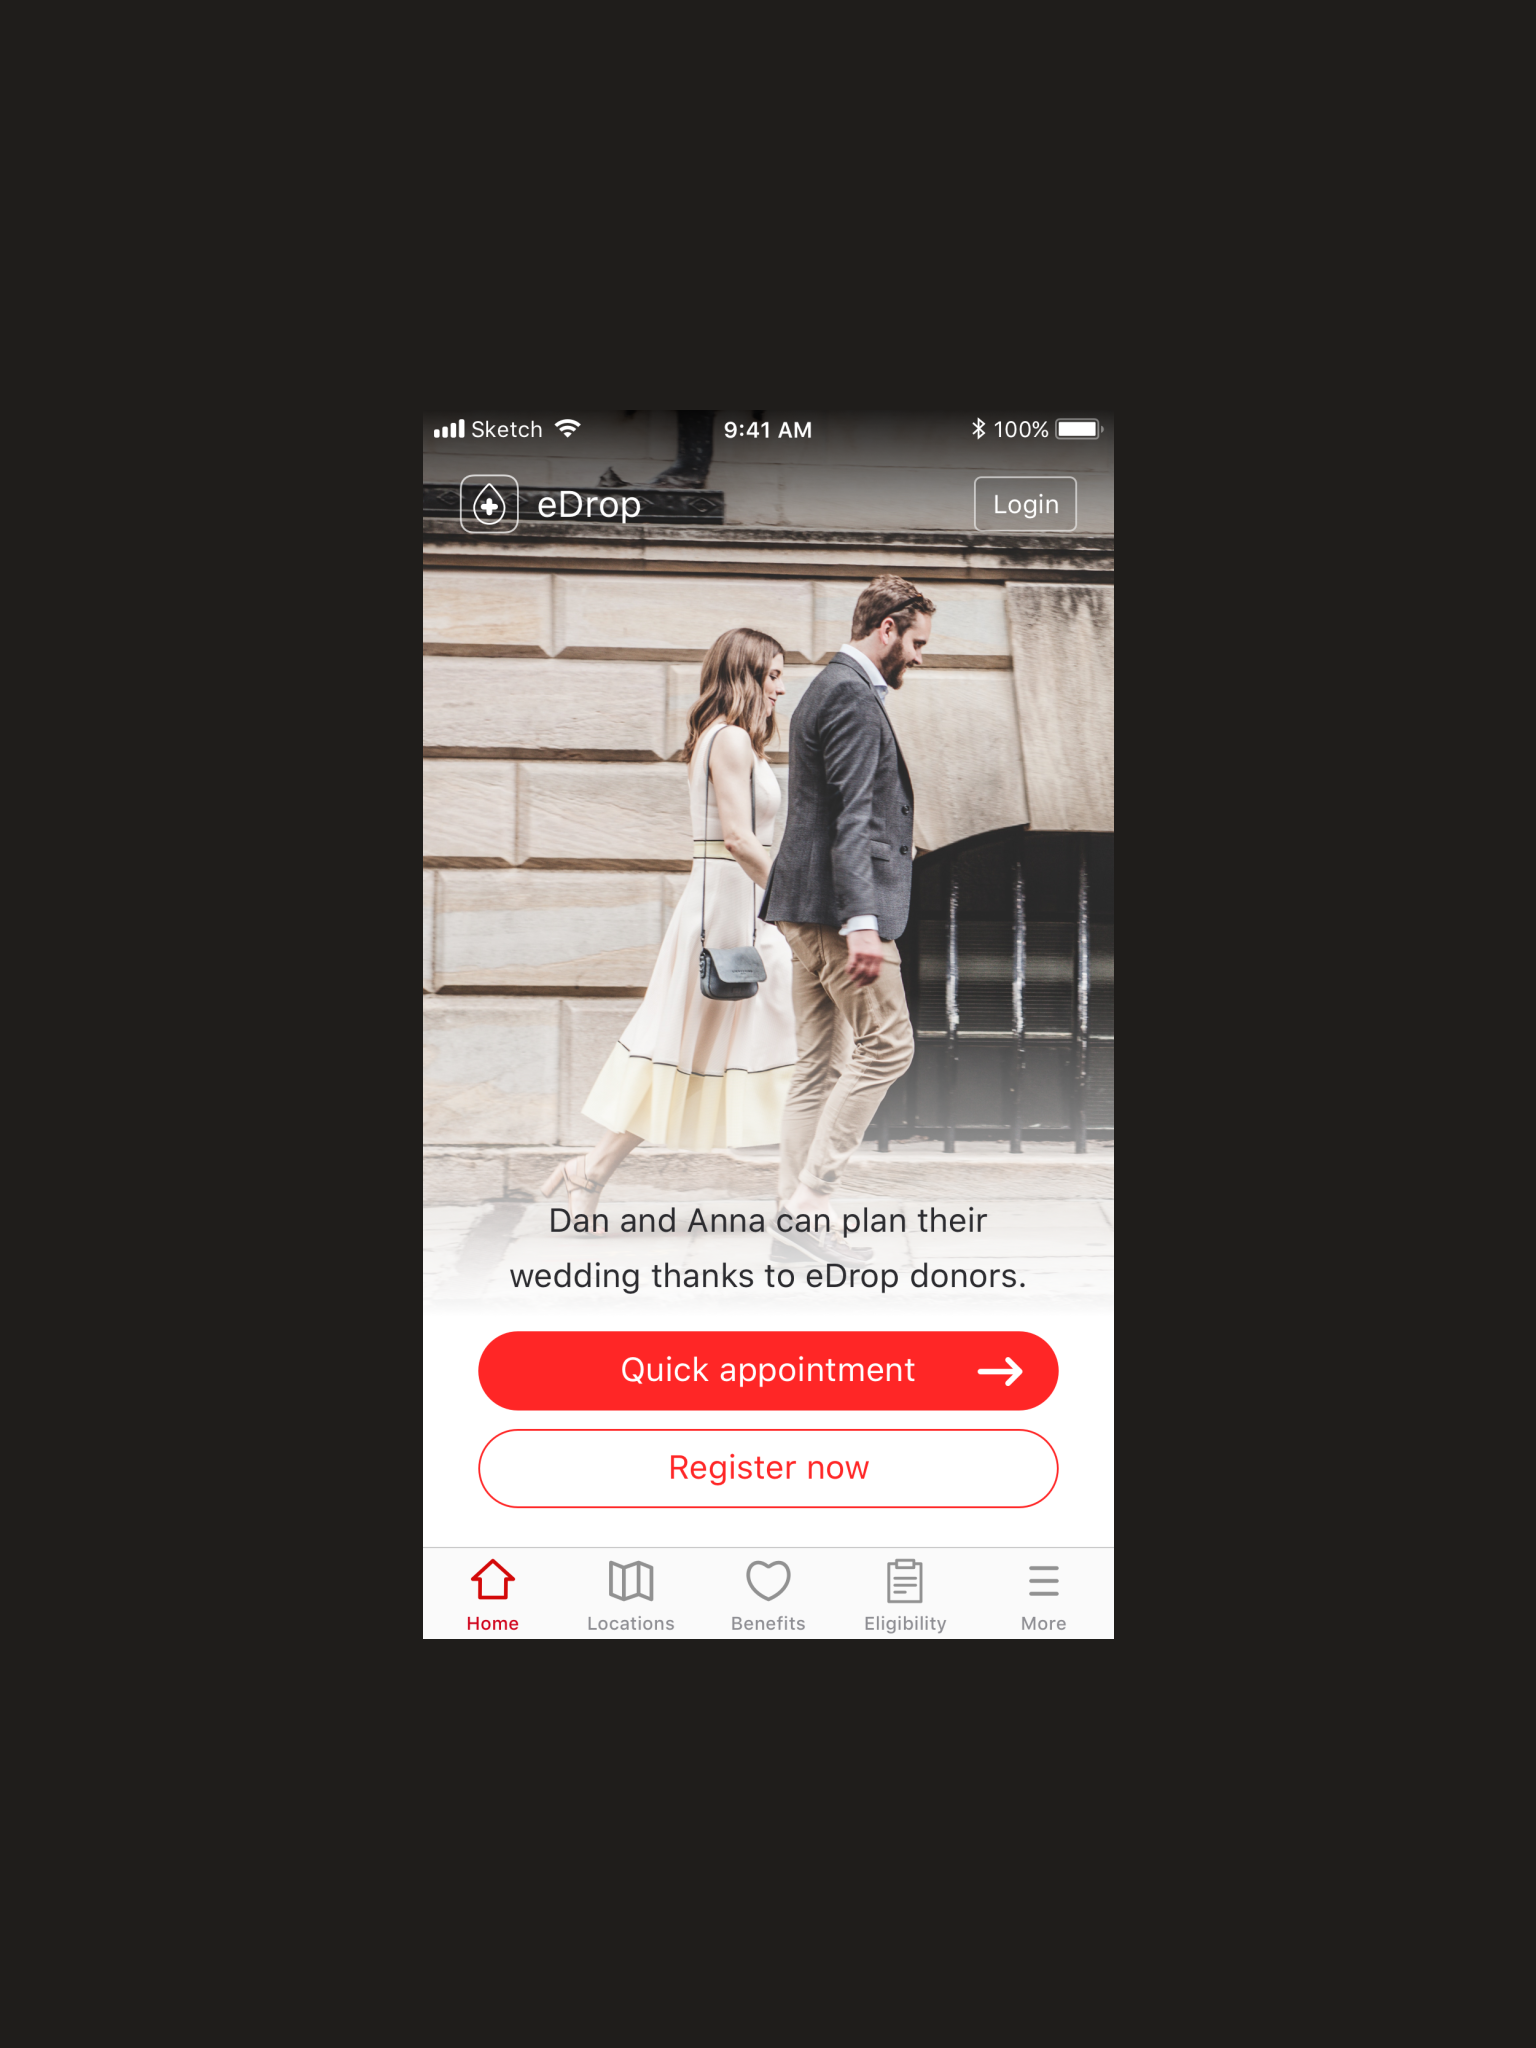 Sketch 9:41 AM 100%
eDrop Login
Dan and Anna can plan their
wedding thanks to eDrop donors.
Quick appointment
Register now
Home Locations Benefits Eligibility More